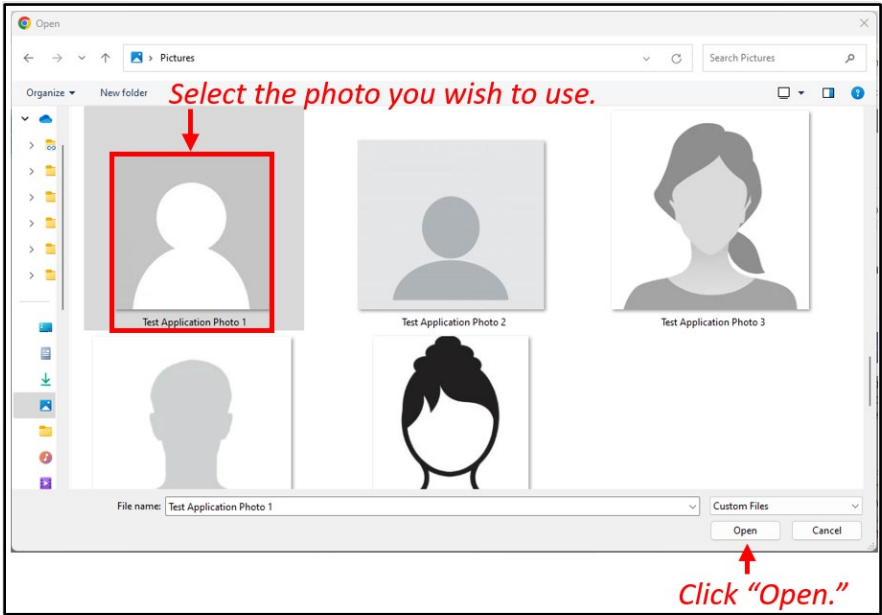 Open
Pictures
Search Pictures
Organize
New folder
Select the photo you wish to use.
Test Application Photo 1
Test Application Photo 2
Test Application Photo 3
File name: Test Application Photo 1
Custom Files
Open
Cancel
Click “Open.”